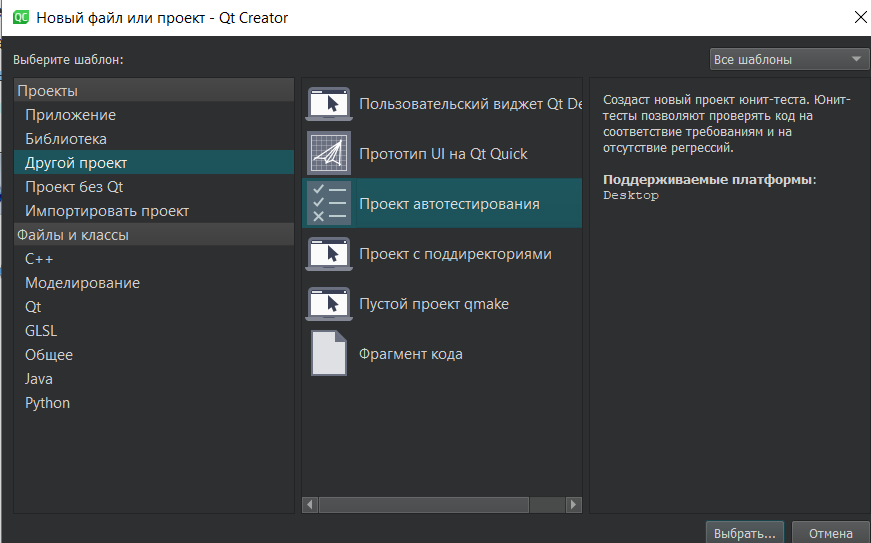 Новый файл или проект - Qt Creator
Выберите шаблон:
Все шаблоны
Проекты
Приложение
Библиотека
Другой проект
Проект без Qt
Импортировать проект
Файлы и классы
C++
Моделирование
Qt
GLSL
Общее
Java
Python
Пользовательский виджет Qt De
Прототип UI на Qt Quick
Проект автотестирования
Проект с поддиректориями
Пустой проект qmake
Фрагмент кода
Создаст новый проект юнит-теста. Юнит-
тесты позволяют проверять код на
соответствие требованиям и на
отсутствие регрессий.
Поддерживаемые платформы:
Desktop
Выбрать...
Отмена